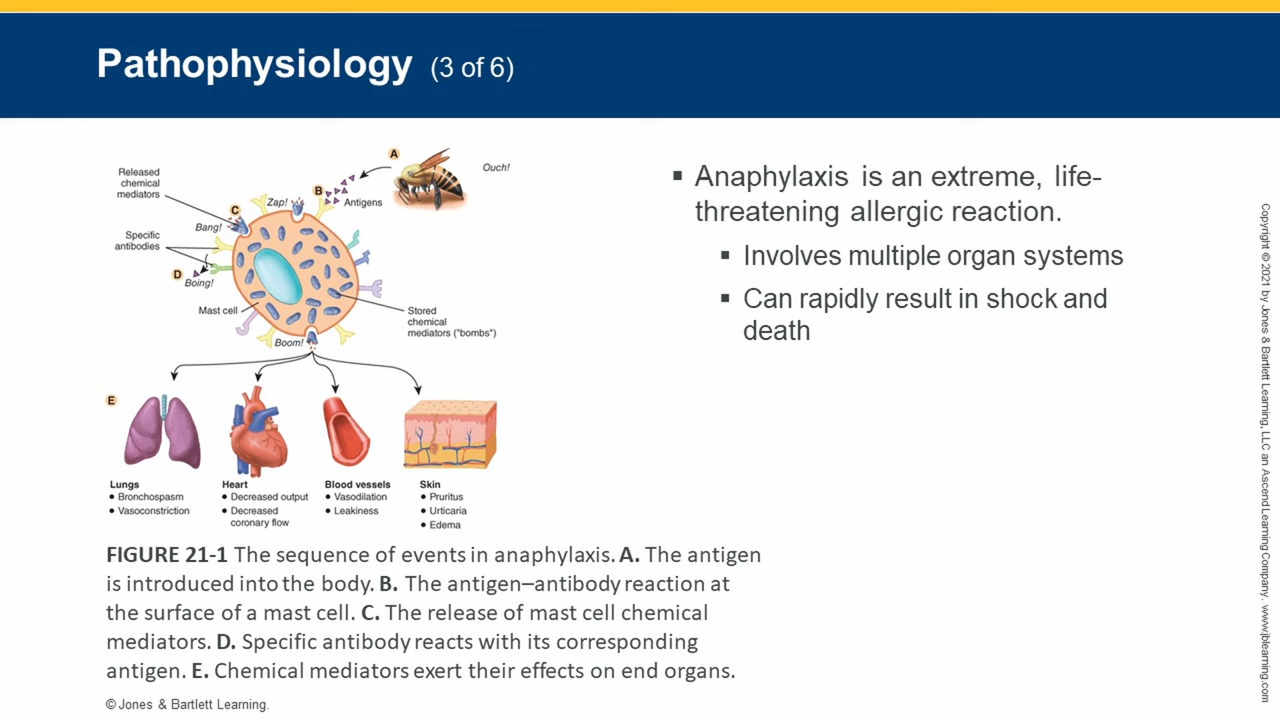 Pathophysiology (3 of 6)
A
Ouch!
Released
chemical
mediators
B
Zap!
Antigens
C
Bang!
Specific
antibodies
D
Boing!
Mast cell
Stored
chemical
mediators ("bombs")
Boom!
E
Lungs
• Bronchospasm
• Vasoconstriction
Heart
• Decreased output
• Decreased
coronary flow
Blood vessels
• Vasodilation
• Leakiness
Skin
• Pruritus
• Urticaria
• Edema
FIGURE 21-1 The sequence of events in anaphylaxis. A. The antigen
is introduced into the body. B. The antigen–antibody reaction at
the surface of a mast cell. C. The release of mast cell chemical
mediators. D. Specific antibody reacts with its corresponding
antigen. E. Chemical mediators exert their effects on end organs.
© Jones & Bartlett Learning.
▪ Anaphylaxis is an extreme, life-
threatening allergic reaction.
▪ Involves multiple organ systems
▪ Can rapidly result in shock and
death
Copyright © 2021 by Jones & Bartlett Learning, LLC an Ascend Learning Company. www.jblearning.com